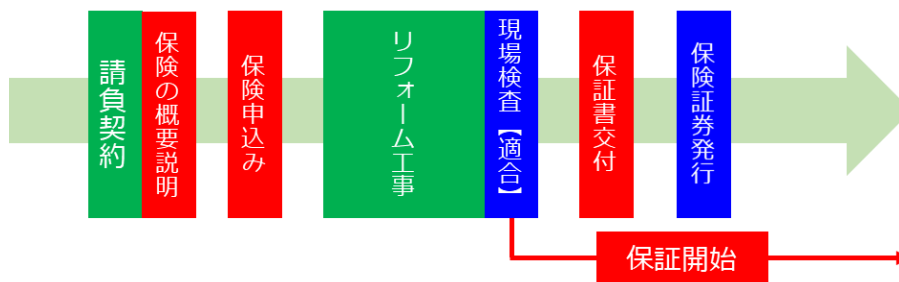 請負契約
保険の概要説明
保険申込み
リフォーム工事
現場検査【適合】
保証書交付
保険証券発行
保証開始